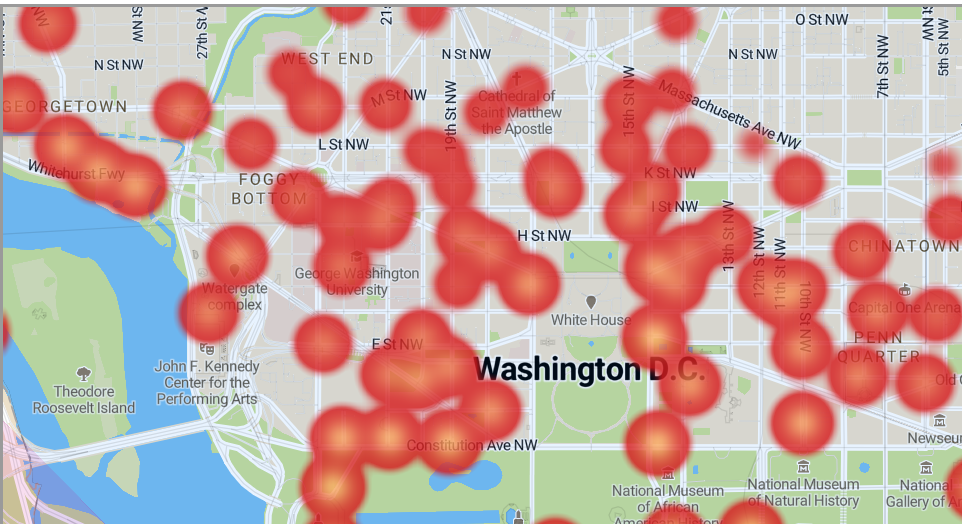 NW
St NW
27th St W
21s
O St NW
5th St NW
St NW
N St NW
WEST END
N St NW
N St NW
7th St NW
GEORGETOWN
M St NW
19th St NW
Cathedral of
Saint Matthew
the Apostle
15th St NW
Massachusetts Ave NW
L St NW
Whitehurst Fwy
FOGGY
BOTTOM
K St NW
I St NW
H St NW
13th St NW
12th St NW
11th St NW
10th St NW
CHINATOWN
George Washington
University
Watergate
complex
White House
Capital One Arena
E St NW
PENN
QUARTER
Washington D.C.
John F. Kennedy
Center for the
Performing Arts
Theodore
Roosevelt Island
Old
Constitution Ave NW
Newseu
National Museum
of African
American History
National Museum
of Natural History
National
Gallery of A